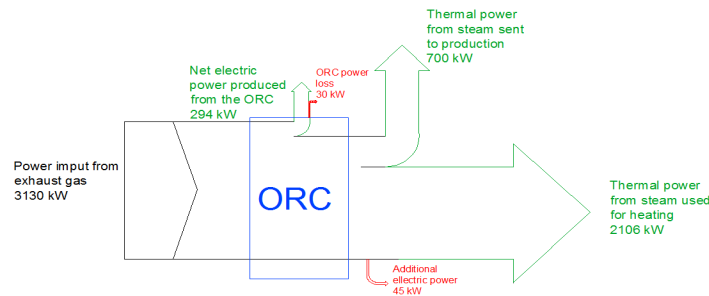 Thermal power
from steam sent
to production
700 kW
Net electric
power produced
from the ORC
294 kW
ORC power
loss
30 kW
Power imput from
exhaust gas
3130 kW
ORC
Thermal power
from steam used
for heating
2106 kW
Additional
ellectric power
45 kW